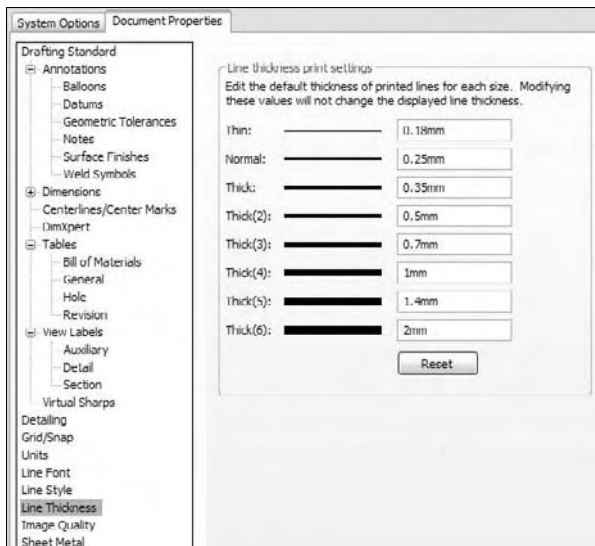 System Options
Document Properties
Drafting Standard
Annotations
Balloons
Datums
Geometric Tolerances
Notes
Surface Finishes
Weld Symbols
Dimensions
Centerlines/Center Marks
DimXpert
Tables
Bill of Materials
General
Hole
Revision
View Labels
Auxiliary
Detail
Section
Virtual Sharps
Detailing
Grid/Snap
Units
Line Font
Line Style
Line Thickness
Image Quality
Sheet Metal
Line thickness print settings
Edit the default thickness of printed lines for each size. Modifying
these values will not change the displayed line thickness.
Thin: 0.18mm
Normal: 0.25mm
Thick: 0.35mm
Thick(2): 0.5mm
Thick(3): 0.7mm
Thick(4): 1mm
Thick(5): 1.4mm
Thick(6): 2mm
Reset